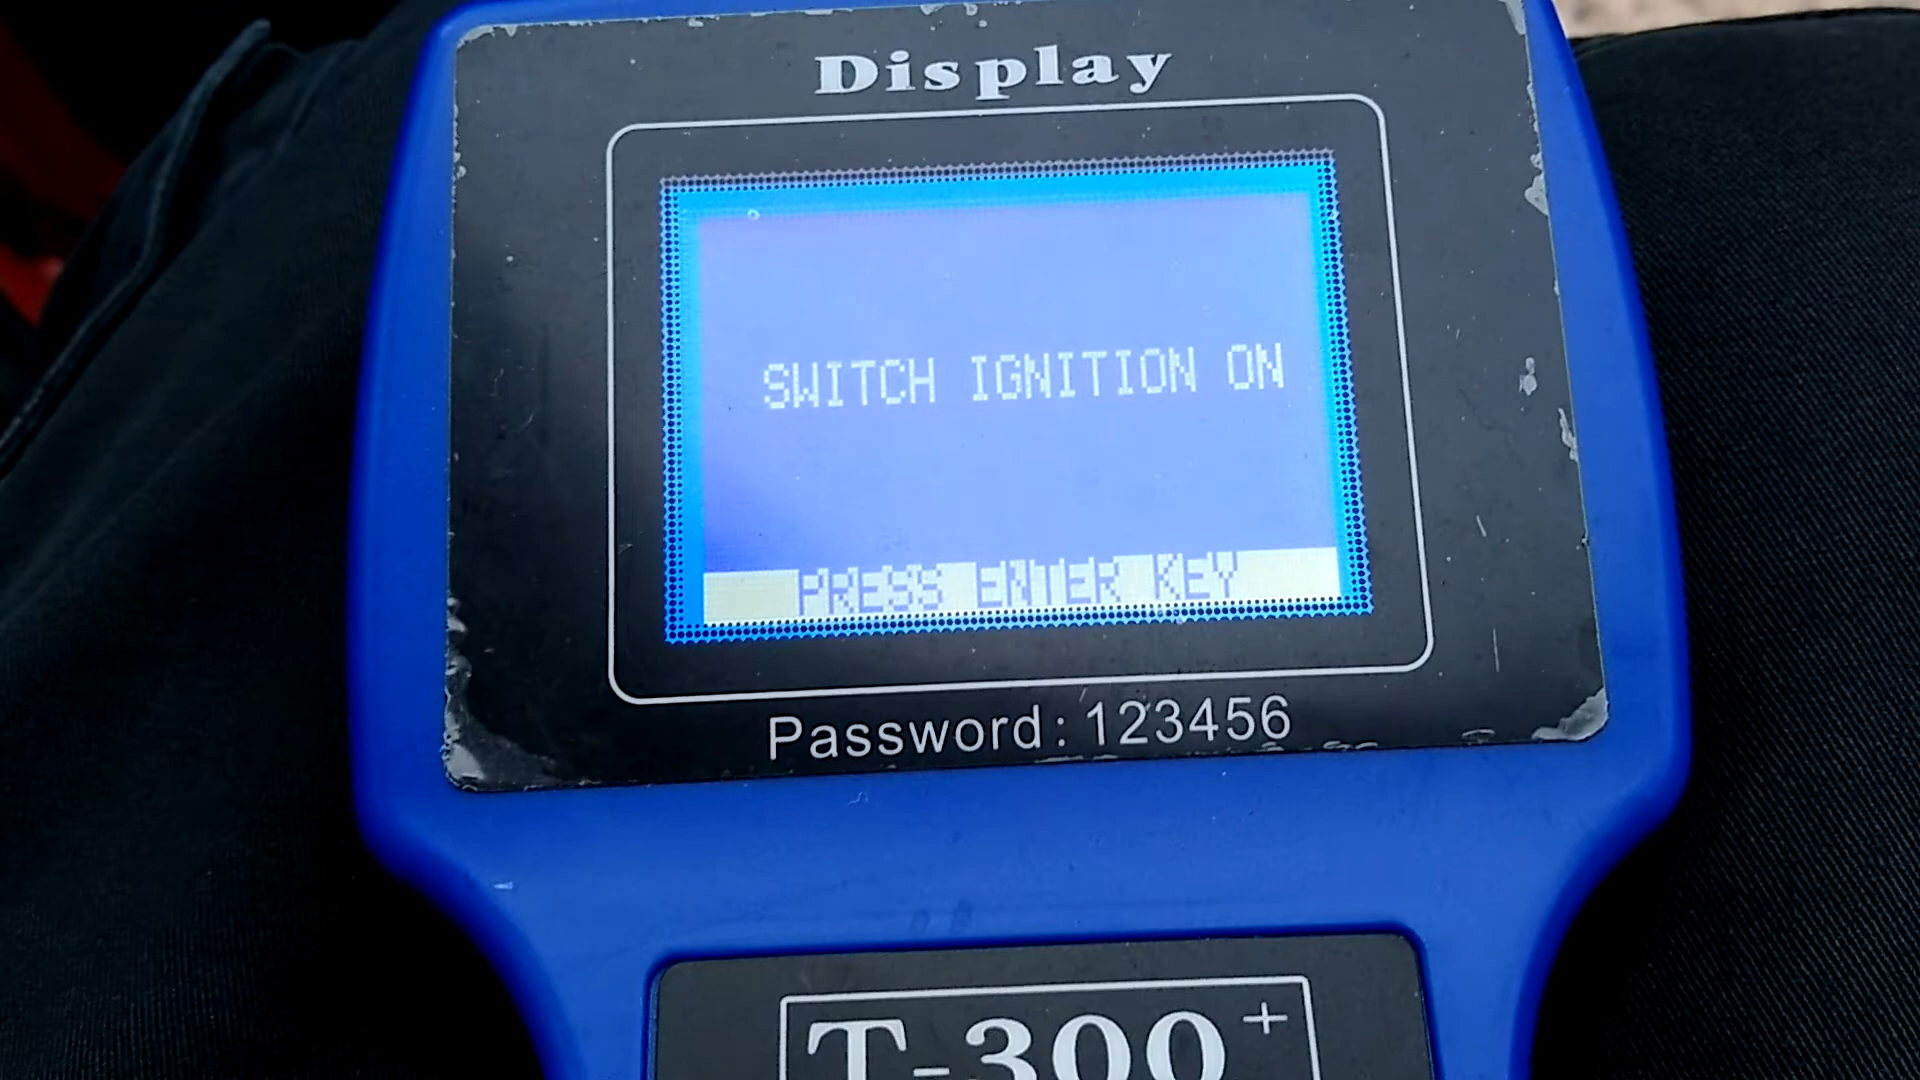 Display
SWITCH IGNITION ON
PRESS ENTER KEY
Password: 123456
T-300+